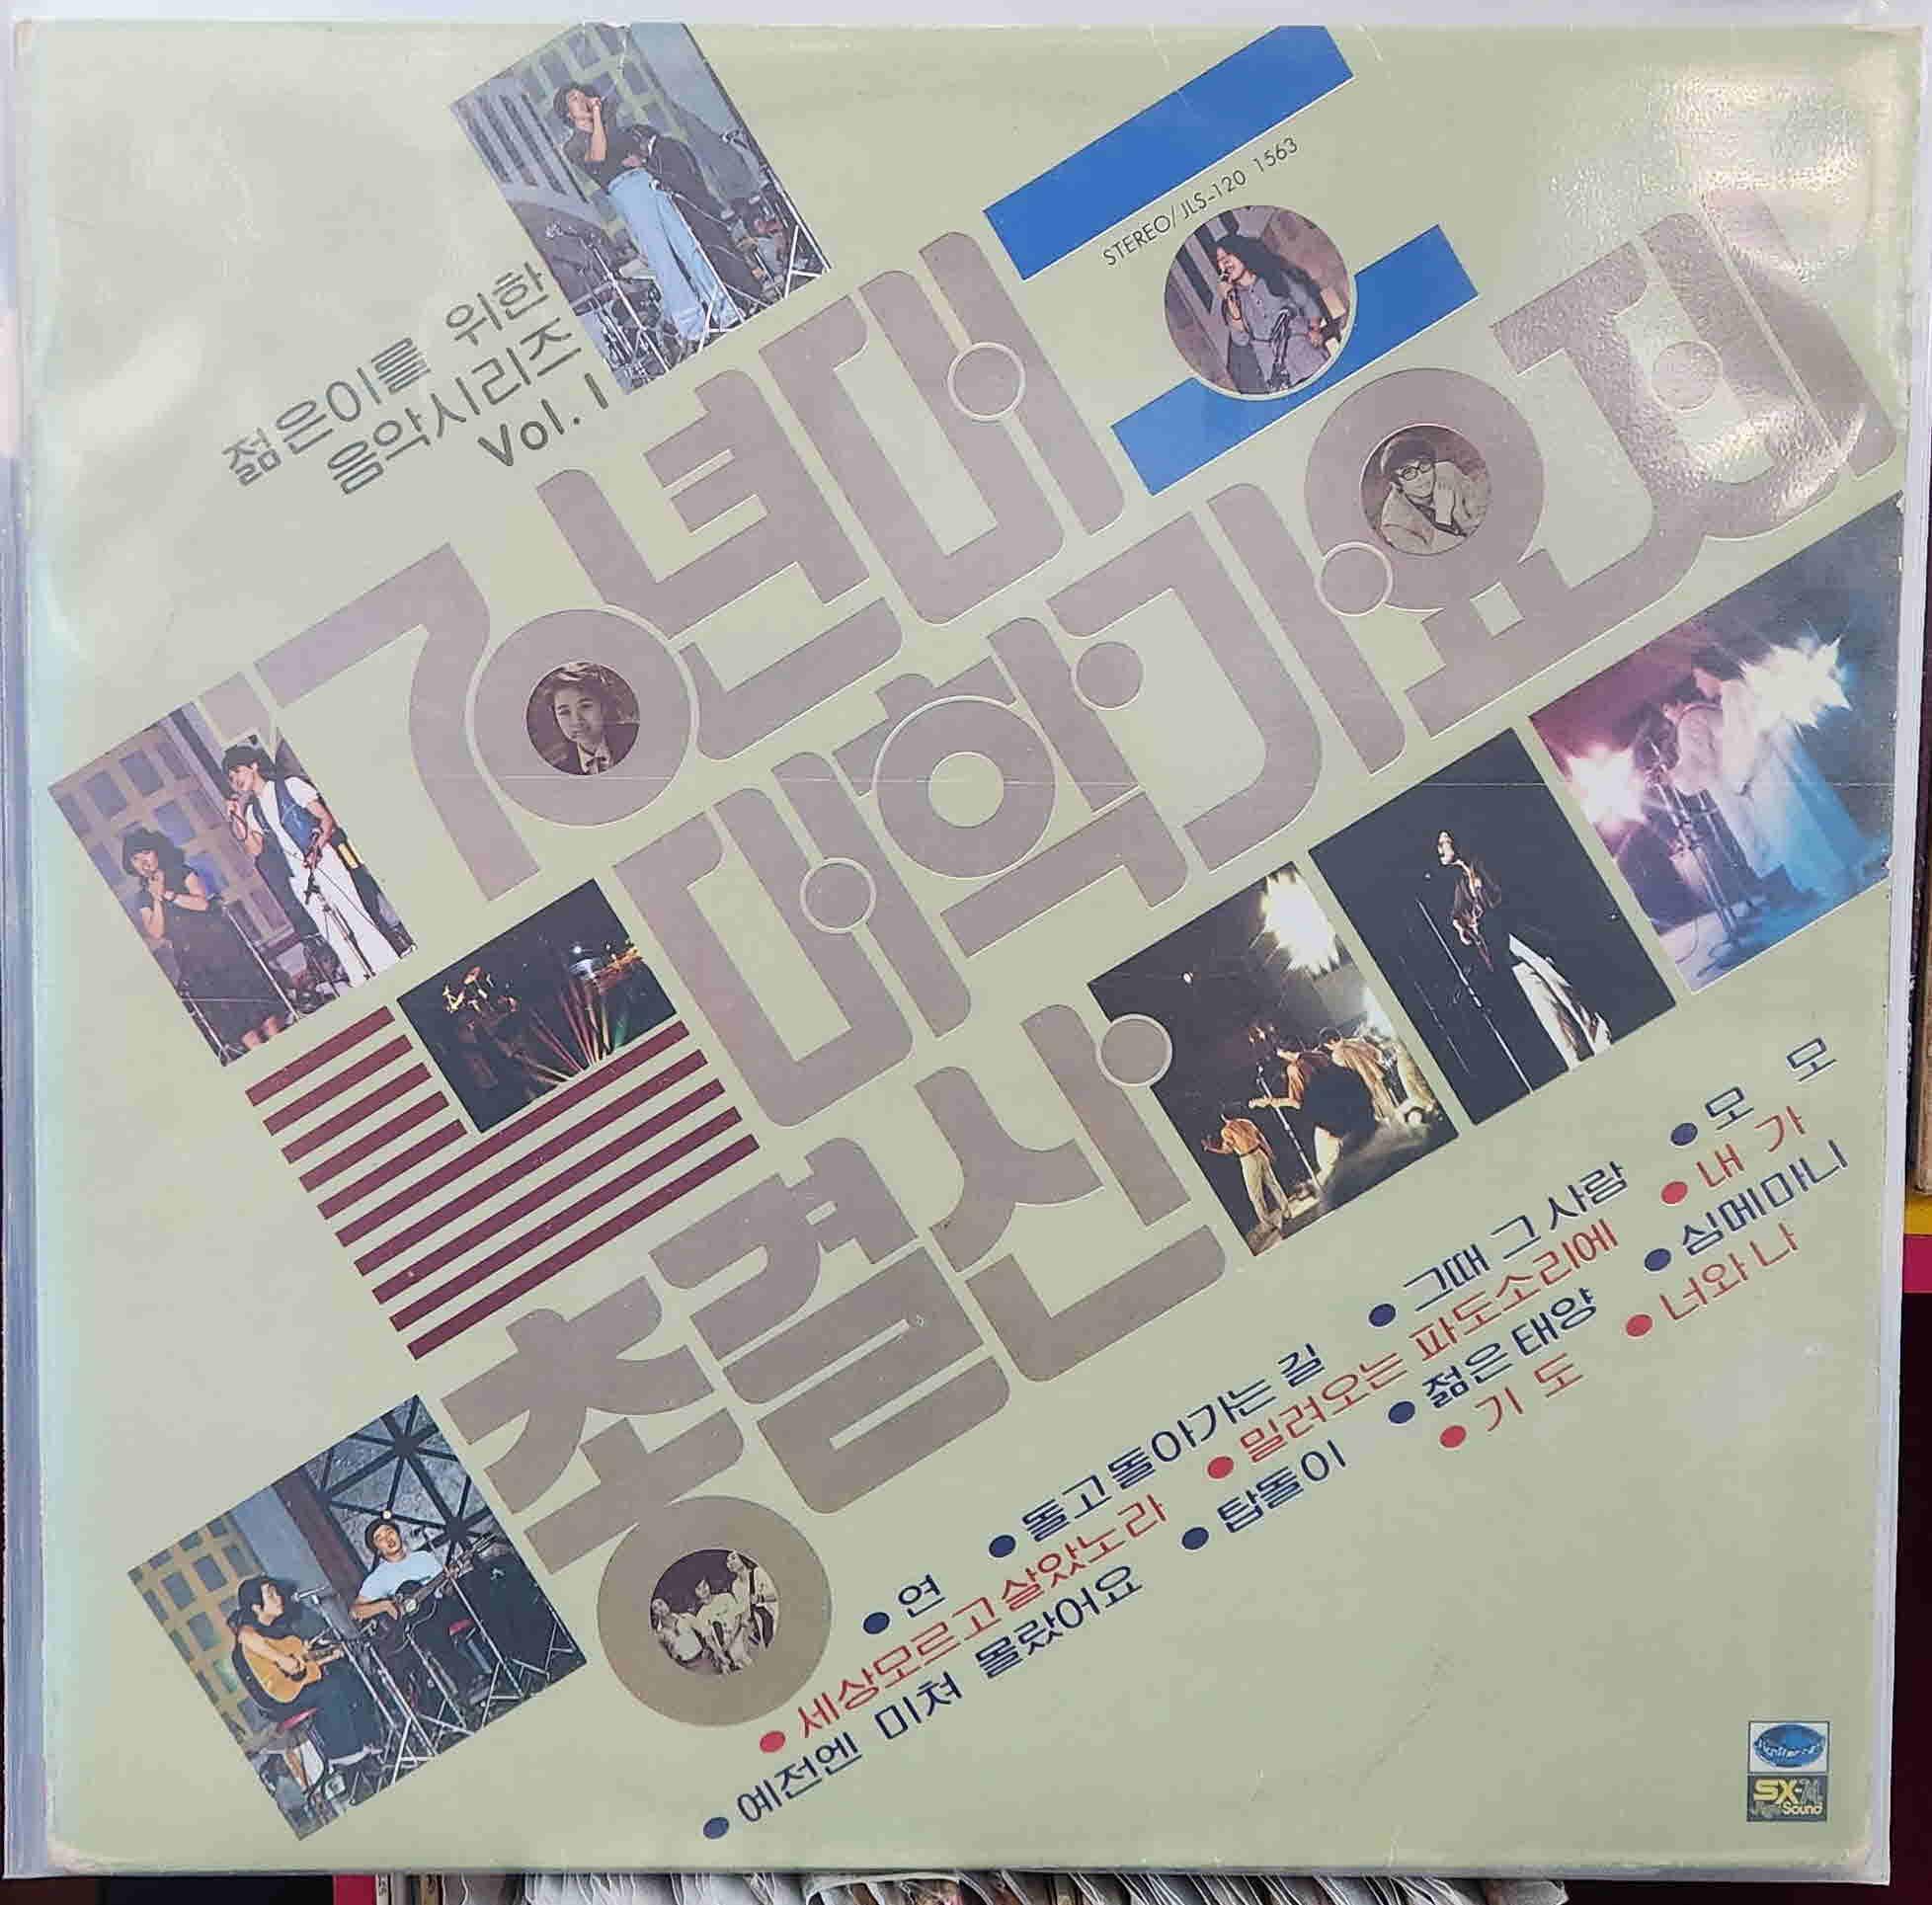 젊은이를 위한
음악시리즈
Vol. 1
STEREO/JLS-120 1563
'70년대
대학가요제
총결산
● 연 ● 돌고 돌아가는 길 ● 그때 그 사람 ● 모 모
● 세상모르고 살았노라 ● 밀려오는 파도소리에 ● 내 가
● 예전엔 미쳐 몰랐어요 ● 탑돌이 ● 젊은 태양 ● 심메마니
● 기 도 ● 너와 나
SX-74
Sound